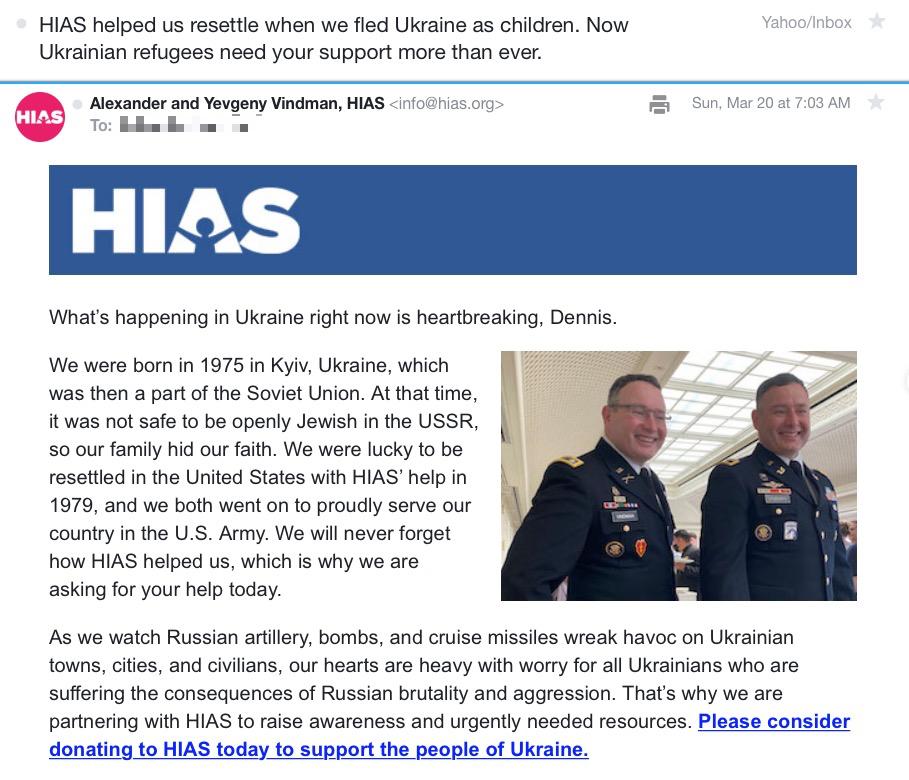 HIAS helped us resettle when we fled Ukraine as children. Now
Ukrainian refugees need your support more than ever.
Yahoo/Inbox
HIAS
Alexander and Yevgeny Vindman, HIAS <info@hias.org>
Sun, Mar 20 at 7:03 AM
To:
HIAS
What’s happening in Ukraine right now is heartbreaking, Dennis.
We were born in 1975 in Kyiv, Ukraine, which
was then a part of the Soviet Union. At that time,
it was not safe to be openly Jewish in the USSR,
so our family hid our faith. We were lucky to be
resettled in the United States with HIAS’ help in
1979, and we both went on to proudly serve our
country in the U.S. Army. We will never forget
how HIAS helped us, which is why we are
asking for your help today.
As we watch Russian artillery, bombs, and cruise missiles wreak havoc on Ukrainian
towns, cities, and civilians, our hearts are heavy with worry for all Ukrainians who are
suffering the consequences of Russian brutality and aggression. That’s why we are
partnering with HIAS to raise awareness and urgently needed resources. Please consider
donating to HIAS today to support the people of Ukraine.